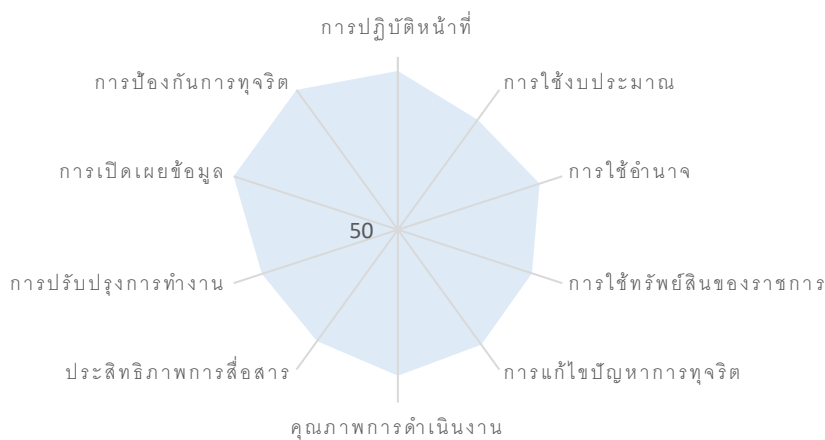 การปฏิบัติหน้าที่
การใช้งบประมาณ
การใช้อำนาจ
การใช้ทรัพย์สินของราชการ
การแก้ไขปัญหาการทุจริต
คุณภาพการดำเนินงาน
ประสิทธิภาพการสื่อสาร
การปรับปรุงการทำงาน
การเปิดเผยข้อมูล
การป้องกันการทุจริต
50